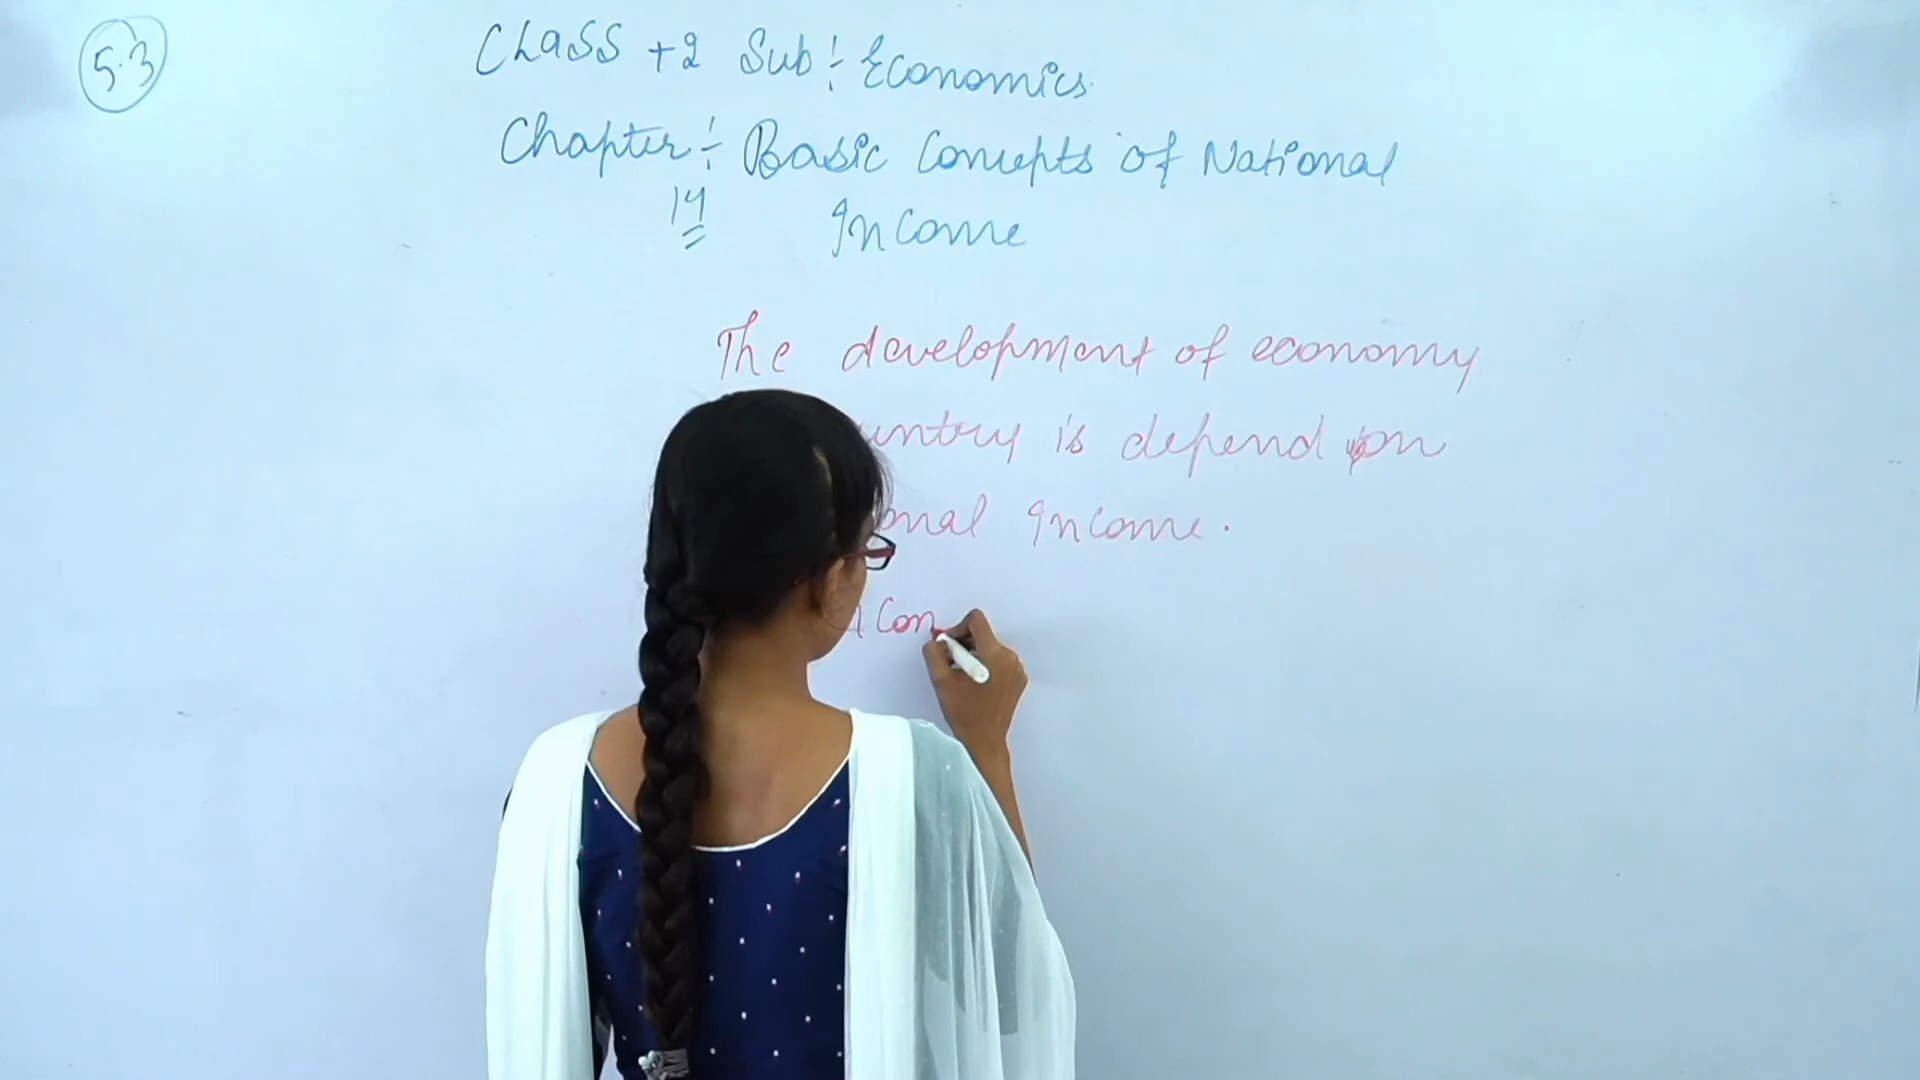 5.3
Class +2 Sub:- Economics.
Chapter:- Basic Concepts of National
14 Income
The development of economy
untry is depend on
onal Income.
n Com